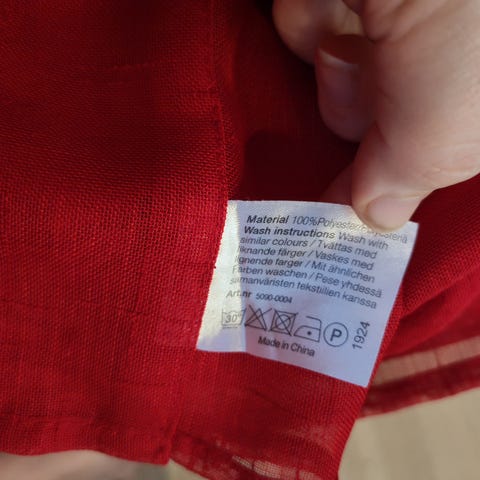 Material 100%Polyester/Polyesteriä
Wash instructions Wash with
similar colours / Tvättas med
liknande färger / Vaskes med
lignende farger / Mit ähnlichen
Farben waschen / Pese yhdessä
samanväristen tekstiilien kanssa
Art.nr 5090-0004
30° P
Made in China
1924